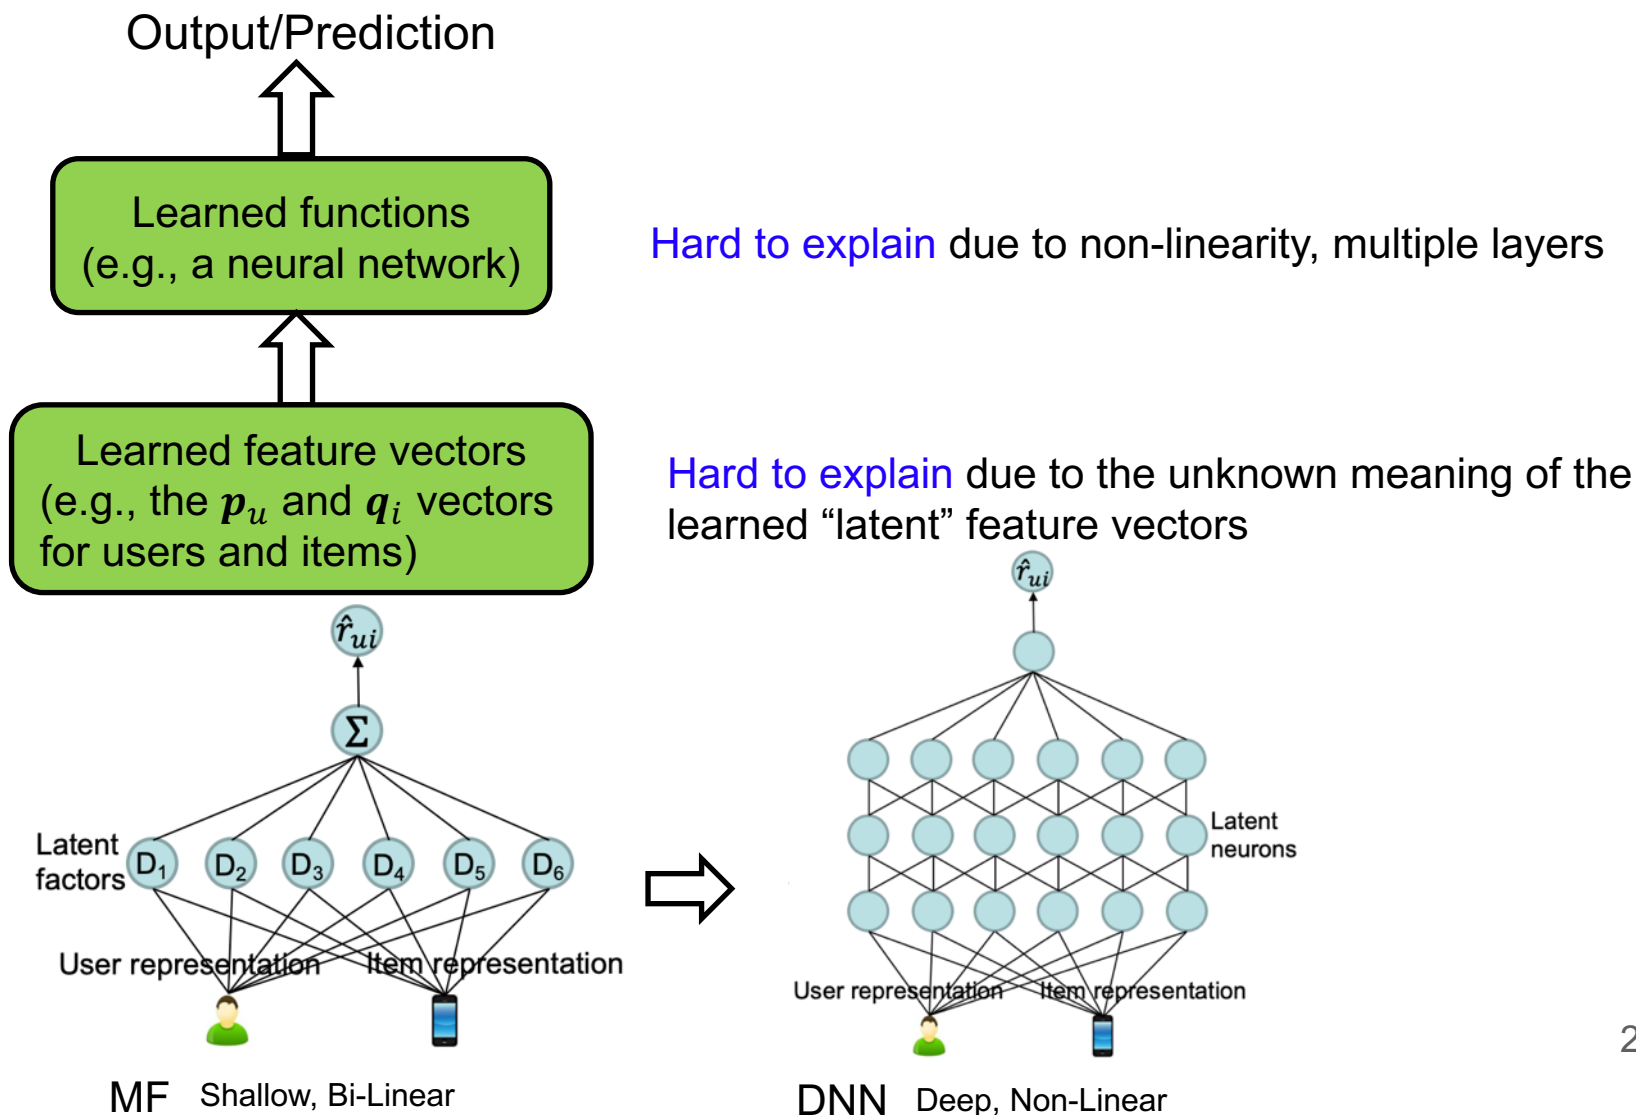 Output/Prediction
Learned functions
(e.g., a neural network)
Hard to explain due to non-linearity, multiple layers
Learned feature vectors
(e.g., the 𝒑ᵤ and 𝒒ᵢ vectors
for users and items)
Hard to explain due to the unknown meaning of the
learned “latent” feature vectors
r̂ui
Σ
Latent
factors
D₁ D₂ D₃ D₄ D₅ D₆
User representation Item representation
MF Shallow, Bi-Linear
r̂ui
Latent
neurons
User representation Item representation
DNN Deep, Non-Linear
2